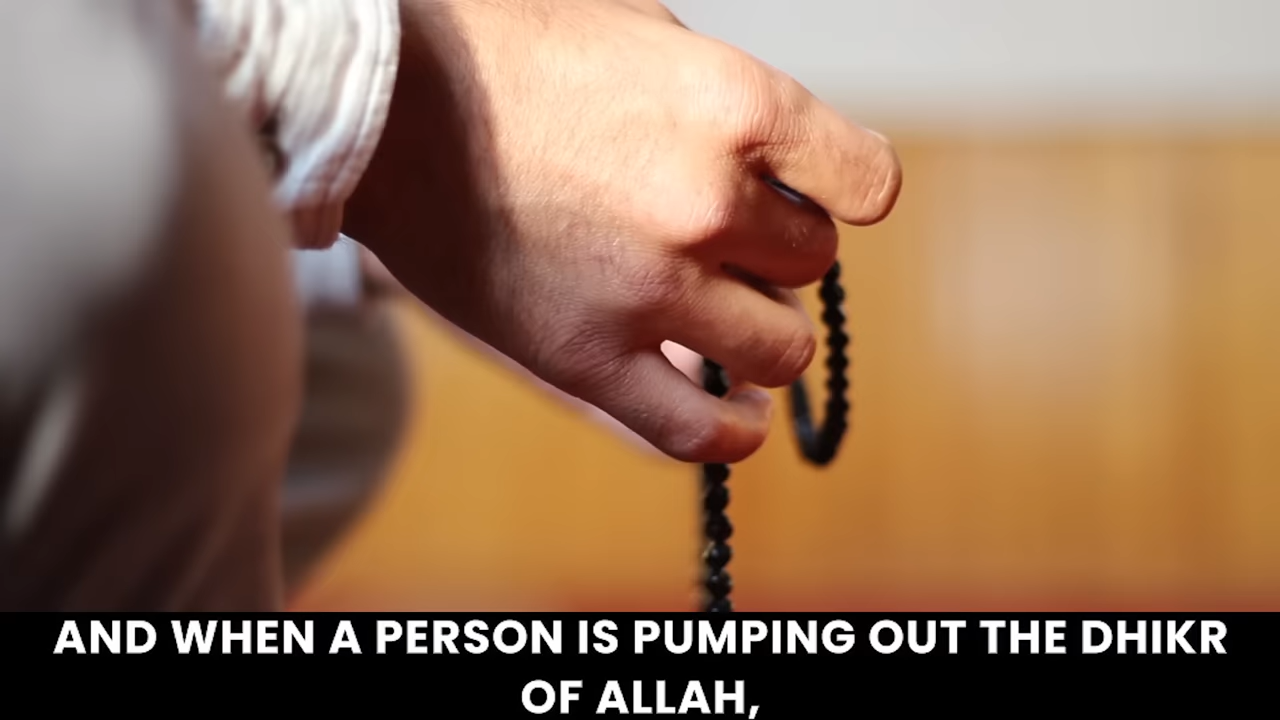 AND WHEN A PERSON IS PUMPING OUT THE DHIKR
OF ALLAH,